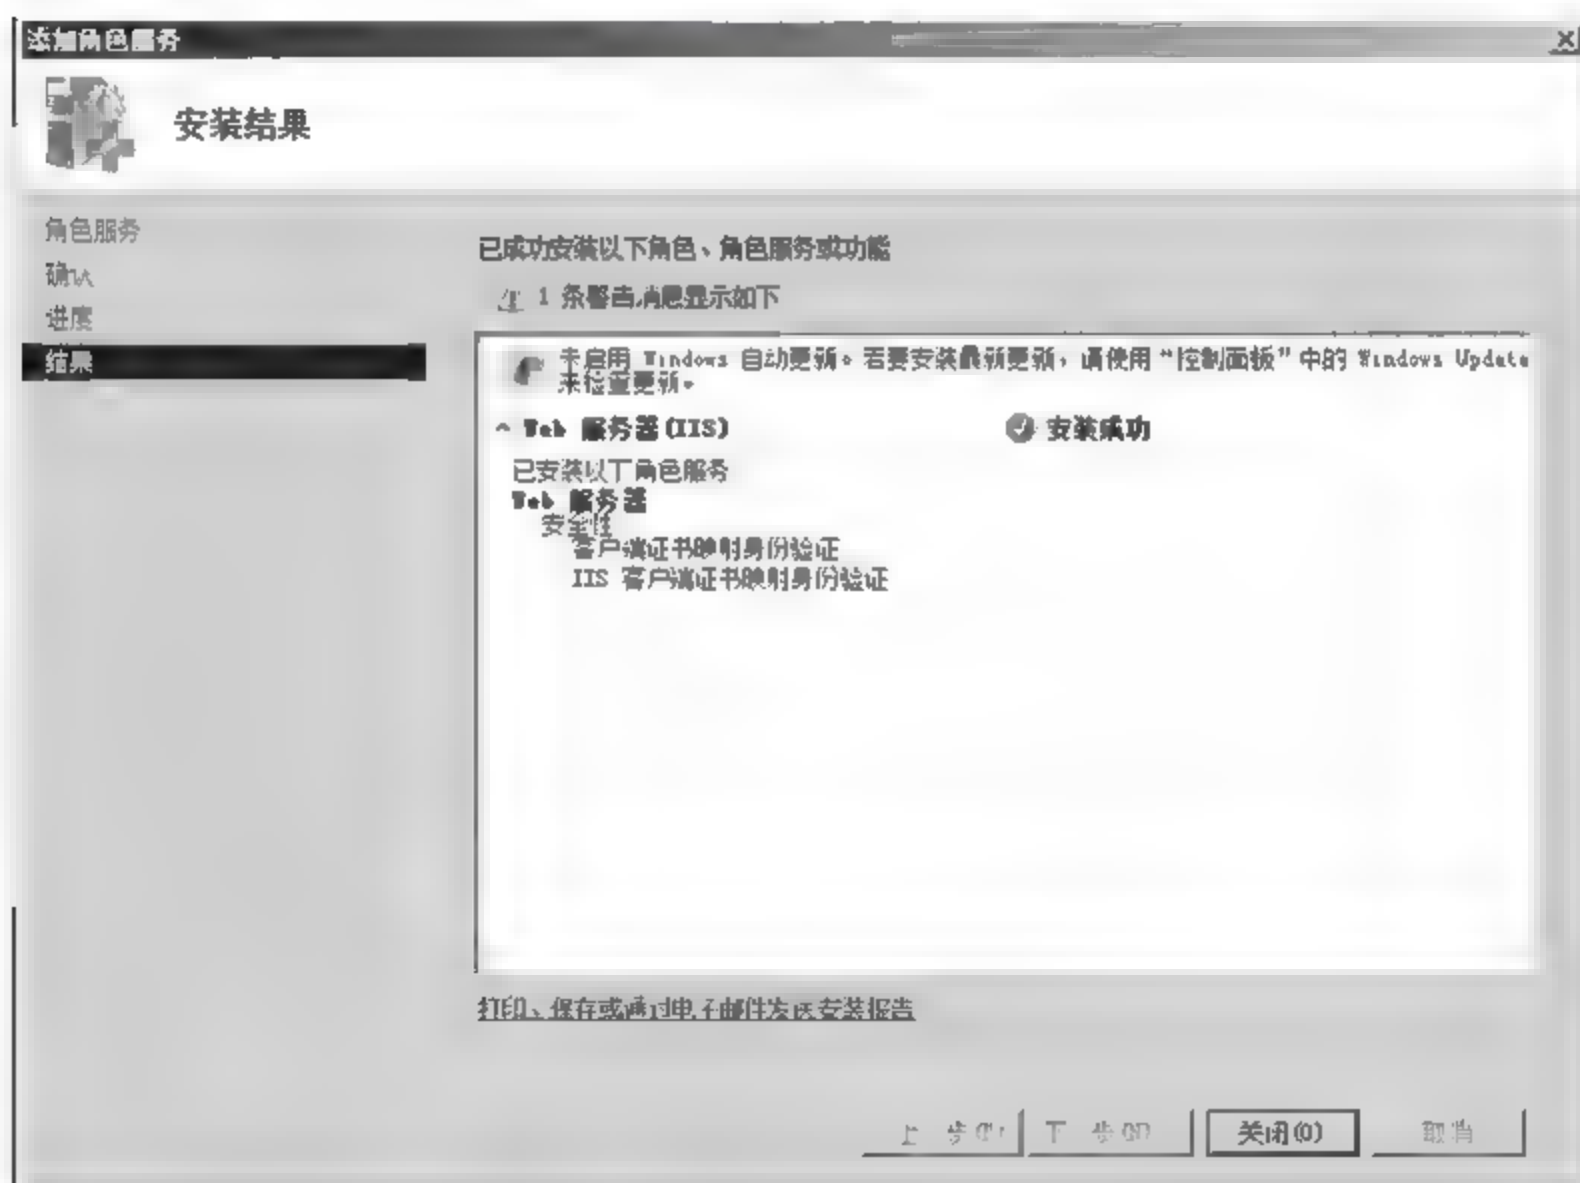 添加角色服务
安装结果
角色服务
确认
进度
结果
已成功安装以下角色、角色服务或功能
1 条警告消息显示如下
未启用 Windows 自动更新。若要安装最新更新，请使用“控制面板”中的 Windows Update
来检查更新。
Web 服务器(IIS)
安装成功
已安装以下角色服务
Web 服务器
安全性
客户端证书映射身份验证
IIS 客户端证书映射身份验证
打印、保存或通过电子邮件发送安装报告
上一步(P)
下一步(N)
关闭(O)
取消